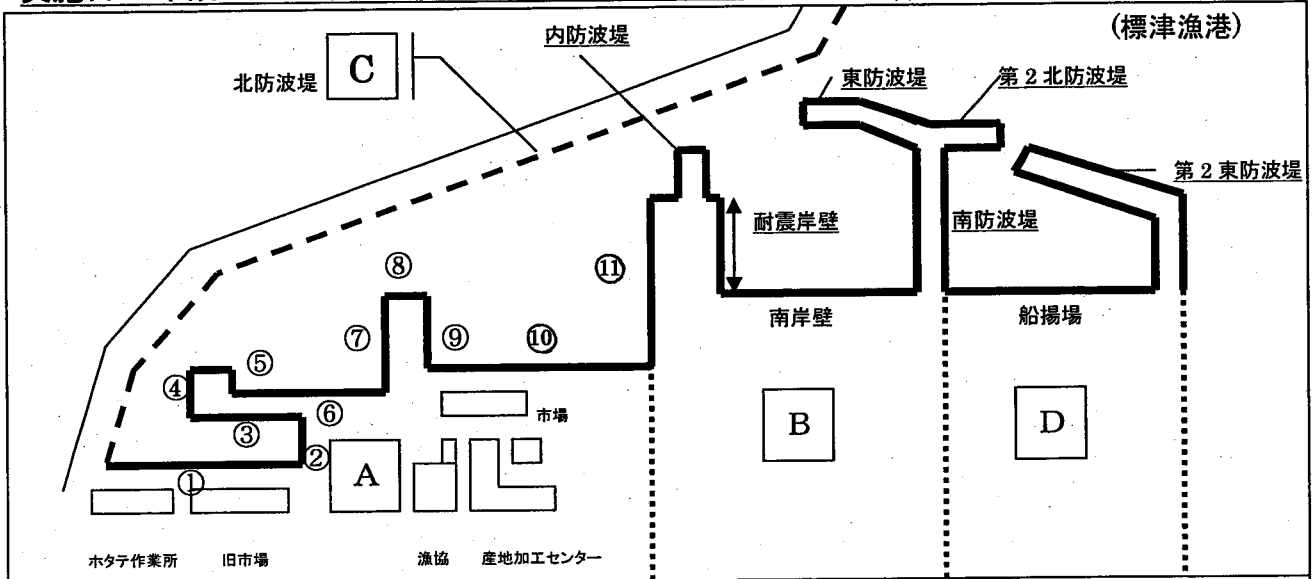 (標津漁港)
内防波堤
北防波堤
C
東防波堤
第2北防波堤
第2東防波堤
耐震岸壁
南防波堤
⑧
⑪
南岸壁
船揚場
⑦
⑨
⑩
⑤
④
⑥
市場
③
②
①
A
B
D
ホタテ作業所
旧市場
漁協
産地加工センター